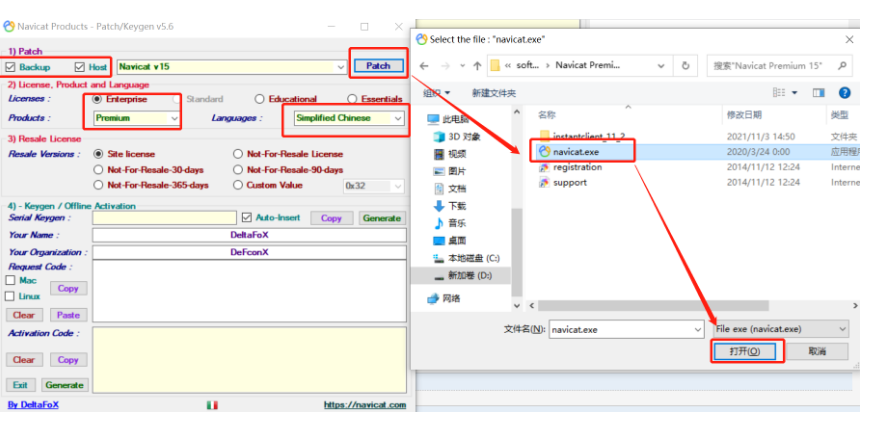 Navicat Products - Patch/Keygen v5.6
1) Patch
Backup Host Navicat v15 Patch
2) License, Product and Language
Licenses : Enterprise Standard Educational Essentials
Products : Premium Languages : Simplified Chinese
3) Resale License
Resale Versions : Site license Not-For-Resale License
Not-For-Resale-30-days Not-For-Resale-90-days
Not-For-Resale-365-days Custom Value 0x32
4) - Keygen / Offline Activation
Serial Keygen : Auto-Insert Copy Generate
Your Name : DeltaFoX
Your Organization : DeFconX
Request Code :
Mac
Copy
Linux
Clear Paste
Activation Code :
Clear Copy
Exit Generate
By DeltaFoX https://navicat.com
Select the file : "navicat.exe"
« soft... › Navicat Premi... 搜索"Navicat Premium 15"
组织 新建文件夹
名称 修改日期 类型
此电脑
3D 对象
视频
图片
文档
下载
音乐
桌面
本地磁盘 (C:)
新加卷 (D:)
网络
instantclient_11_2 2021/11/3 14:50 文件夹
navicat.exe 2020/3/24 0:00 应用程序
registration 2014/11/12 12:24 Interne
support 2014/11/12 12:24 Interne
文件名(N): navicat.exe File exe (navicat.exe)
打开(O) 取消